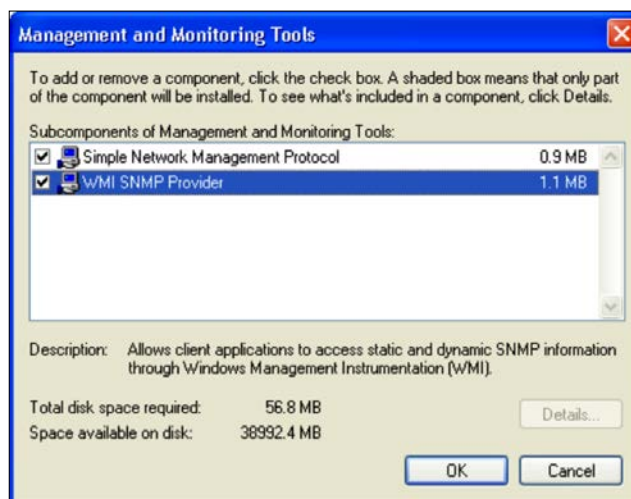 Management and Monitoring Tools
To add or remove a component, click the check box. A shaded box means that only part
of the component will be installed. To see what's included in a component, click Details.
Subcomponents of Management and Monitoring Tools:
Simple Network Management Protocol 0.9 MB
WMI SNMP Provider 1.1 MB
Description: Allows client applications to access static and dynamic SNMP information
through Windows Management Instrumentation (WMI).
Total disk space required: 56.8 MB
Space available on disk: 38992.4 MB
Details...
OK Cancel